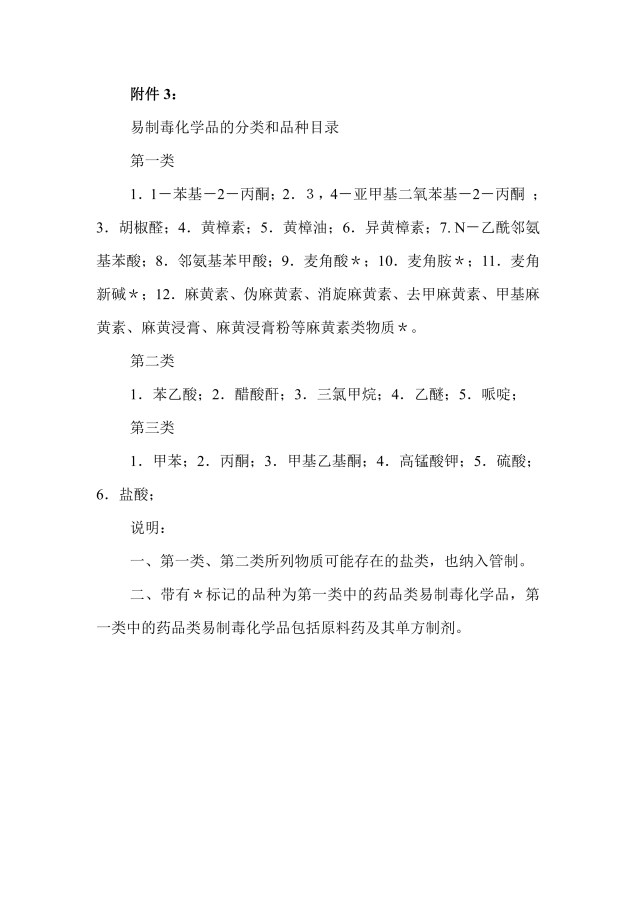 附件 3：
易制毒化学品的分类和品种目录
第一类
1．1－苯基－2－丙酮；2．３，4－亚甲基二氧苯基－2－丙酮 ；
3．胡椒醛；4．黄樟素；5．黄樟油；6．异黄樟素；7. N－乙酰邻氨
基苯酸；8．邻氨基苯甲酸；9．麦角酸＊；10．麦角胺＊；11．麦角
新碱＊；12．麻黄素、伪麻黄素、消旋麻黄素、去甲麻黄素、甲基麻
黄素、麻黄浸膏、麻黄浸膏粉等麻黄素类物质＊。
第二类
1．苯乙酸；2．醋酸酐；3．三氯甲烷；4．乙醚；5．哌啶；
第三类
1．甲苯；2．丙酮；3．甲基乙基酮；4．高锰酸钾；5．硫酸；
6．盐酸；
说明：
一、第一类、第二类所列物质可能存在的盐类，也纳入管制。
二、带有＊标记的品种为第一类中的药品类易制毒化学品，第
一类中的药品类易制毒化学品包括原料药及其单方制剂。